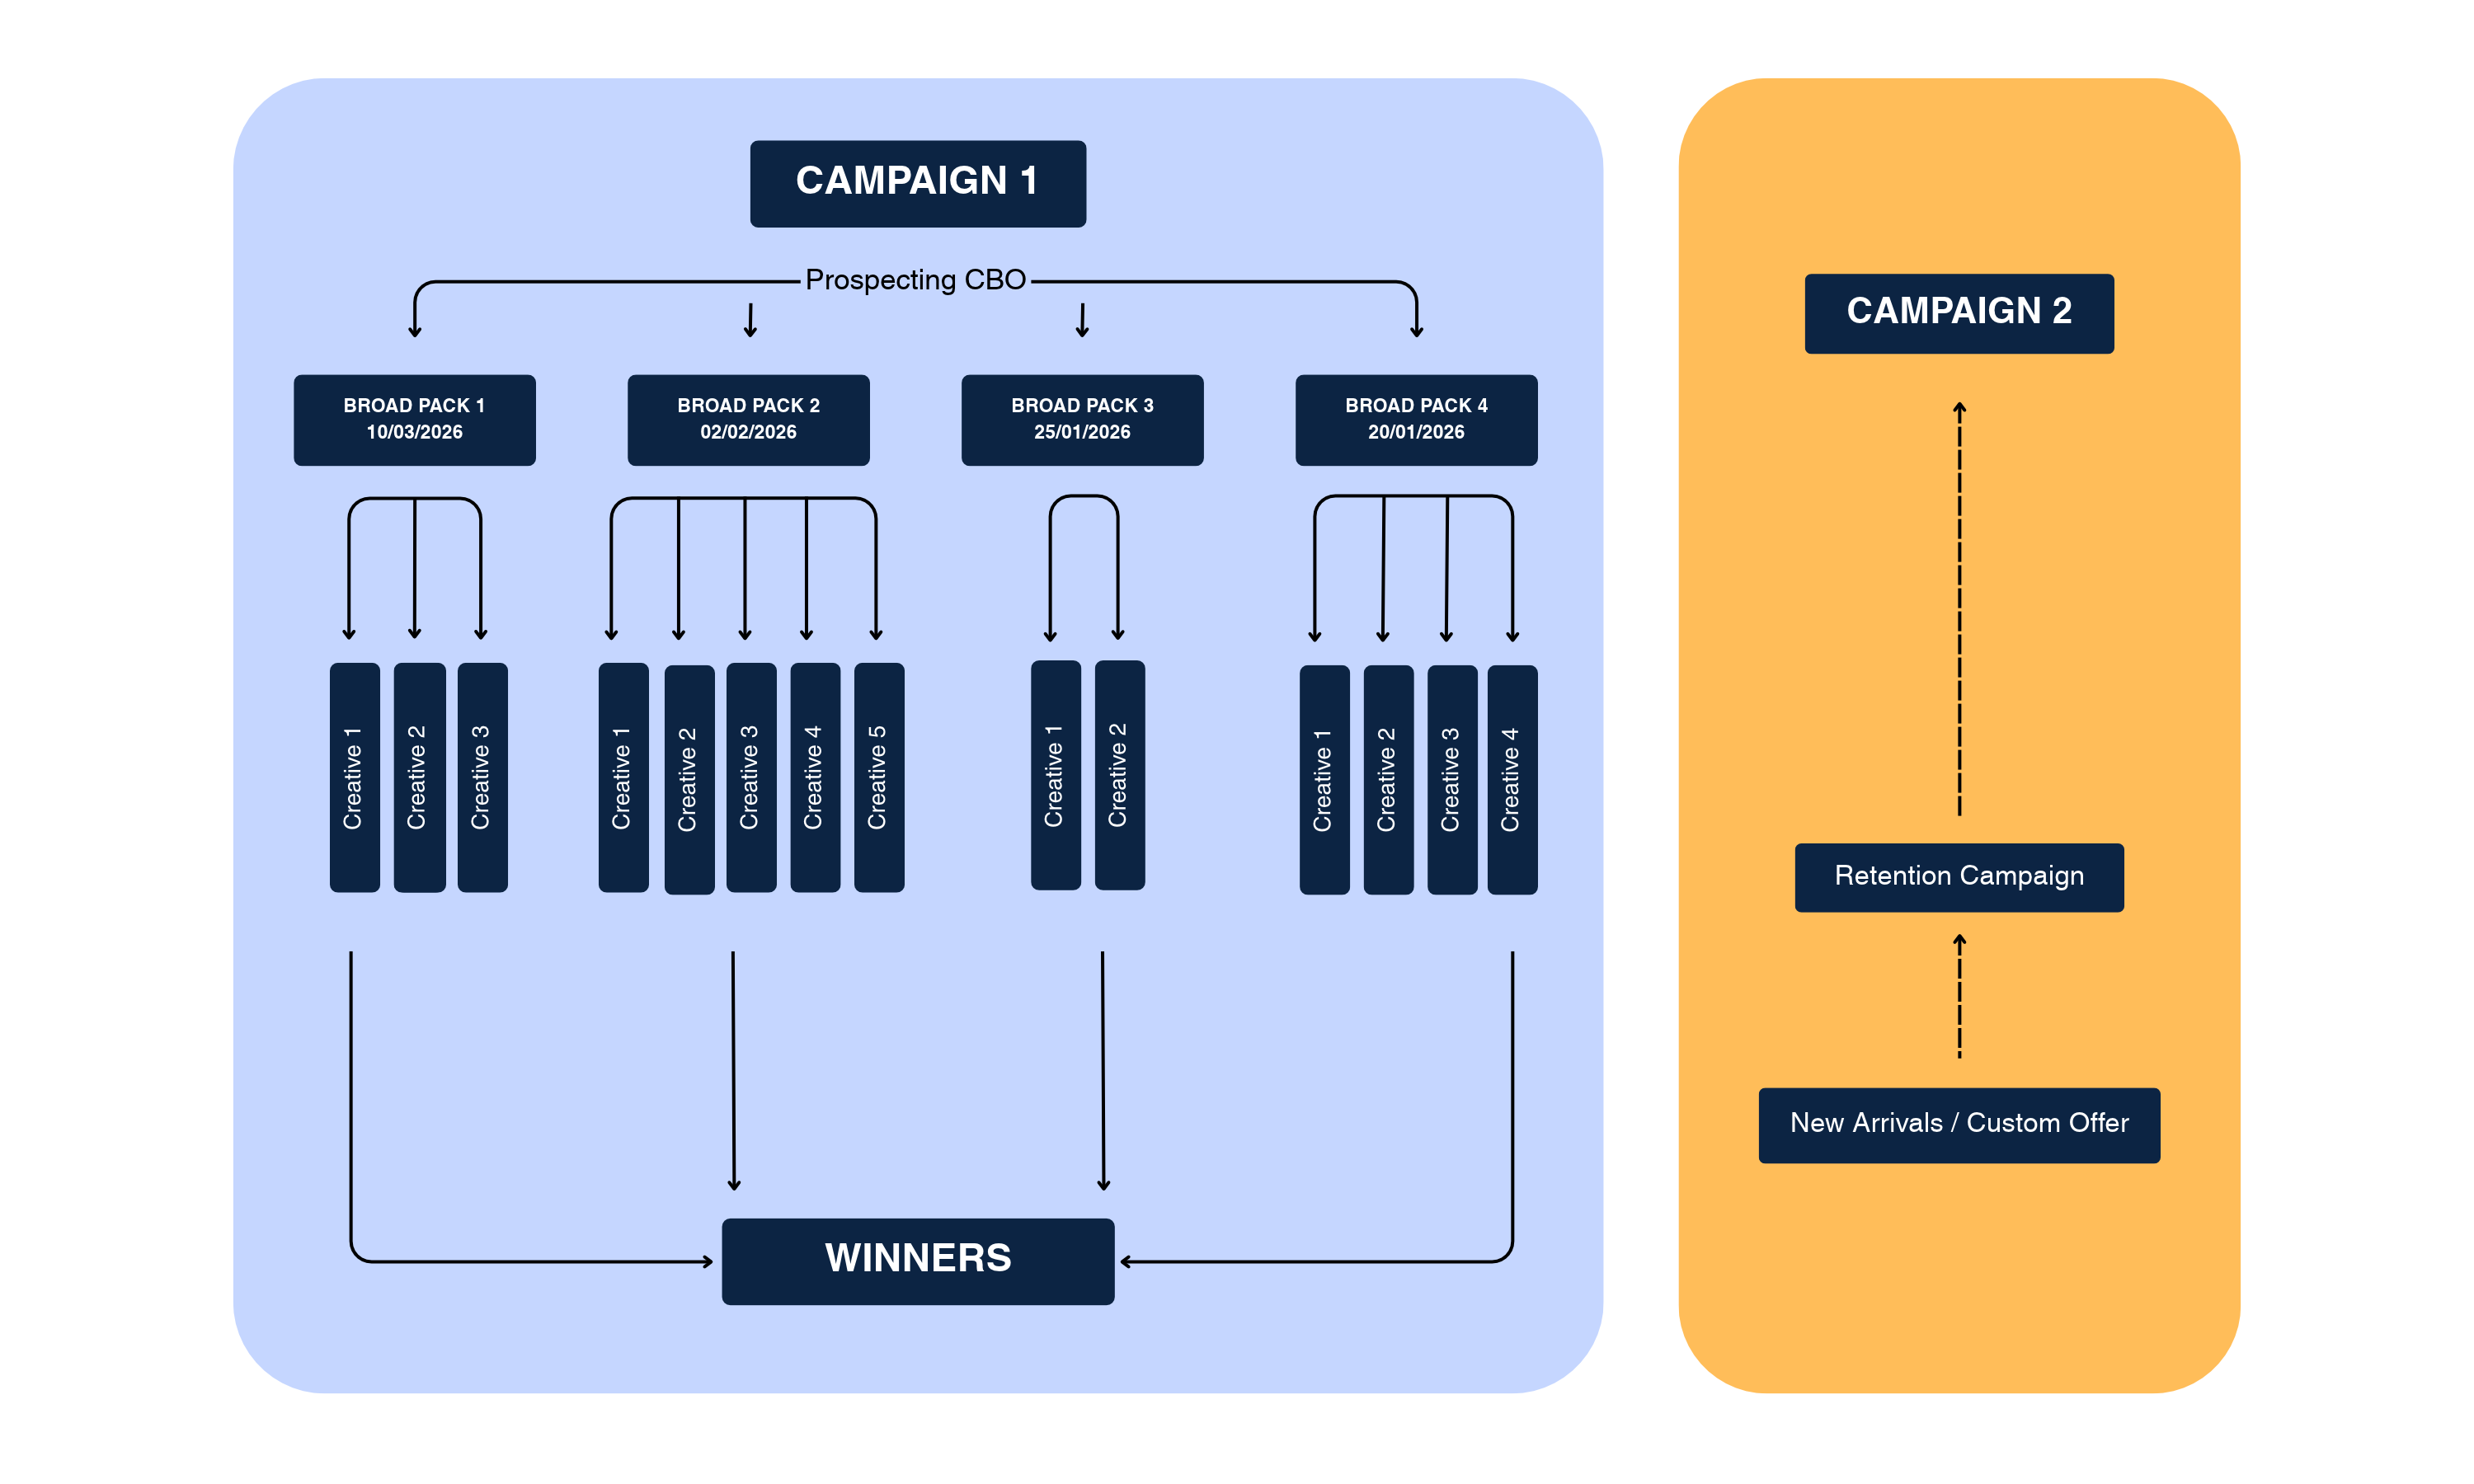 CAMPAIGN 1
Prospecting CBO
BROAD PACK 1
10/03/2026
BROAD PACK 2
02/02/2026
BROAD PACK 3
25/01/2026
BROAD PACK 4
20/01/2026
Creative 1
Creative 2
Creative 3
Creative 1
Creative 2
Creative 3
Creative 4
Creative 5
Creative 1
Creative 2
Creative 1
Creative 2
Creative 3
Creative 4
WINNERS
CAMPAIGN 2
Retention Campaign
New Arrivals / Custom Offer